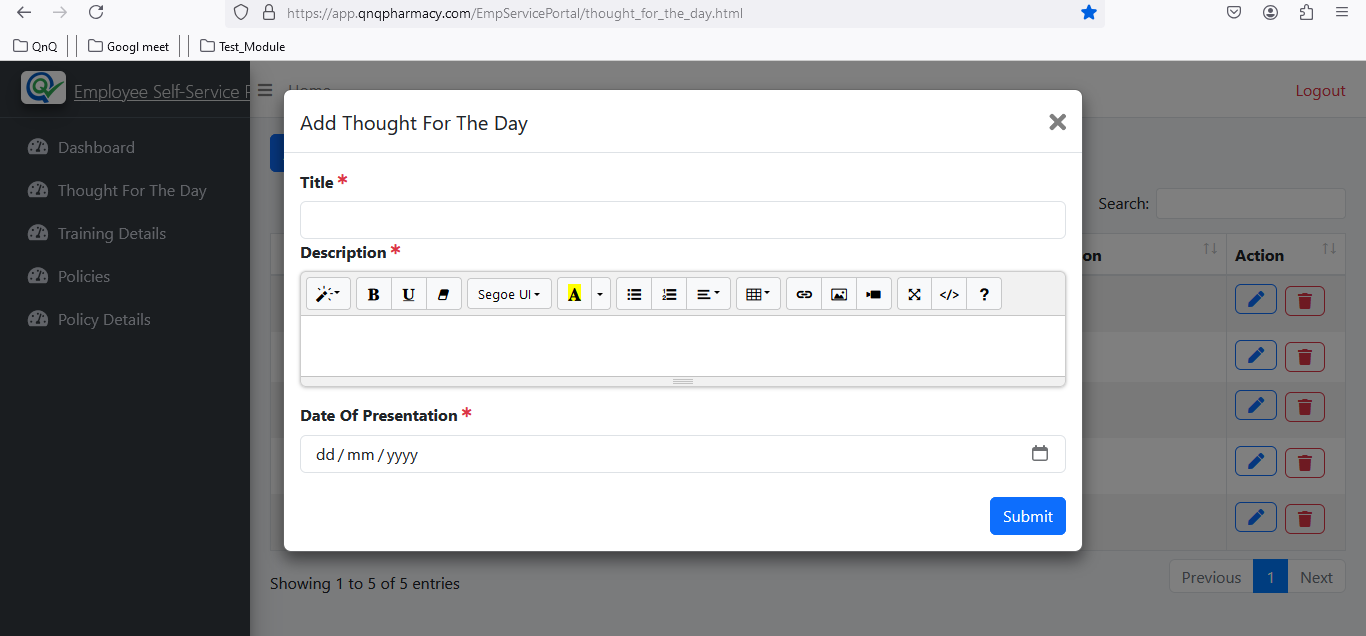 https://app.qnqpharmacy.com/EmpServicePortal/thought_for_the_day.html
QnQ
Googl meet
Test_Module
Employee Self-Service
Home
Logout
Dashboard
Thought For The Day
Training Details
Policies
Policy Details
Add Thought For The Day
Title *
Description *
B U Segoe UI A </> ?
Date Of Presentation *
dd / mm / yyyy
Submit
Search:
on
Action
Showing 1 to 5 of 5 entries
Previous 1 Next